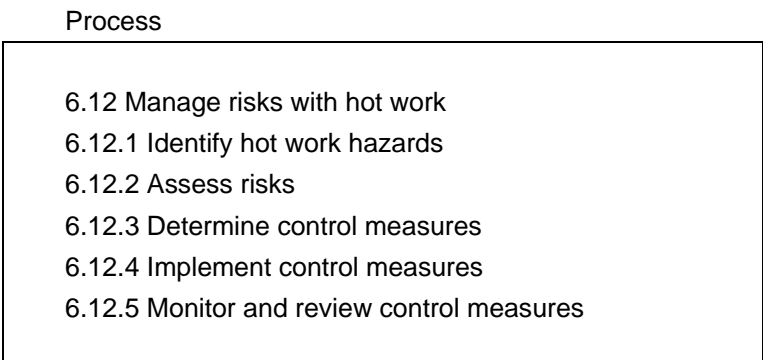 Process
6.12 Manage risks with hot work
6.12.1 Identify hot work hazards
6.12.2 Assess risks
6.12.3 Determine control measures
6.12.4 Implement control measures
6.12.5 Monitor and review control measures